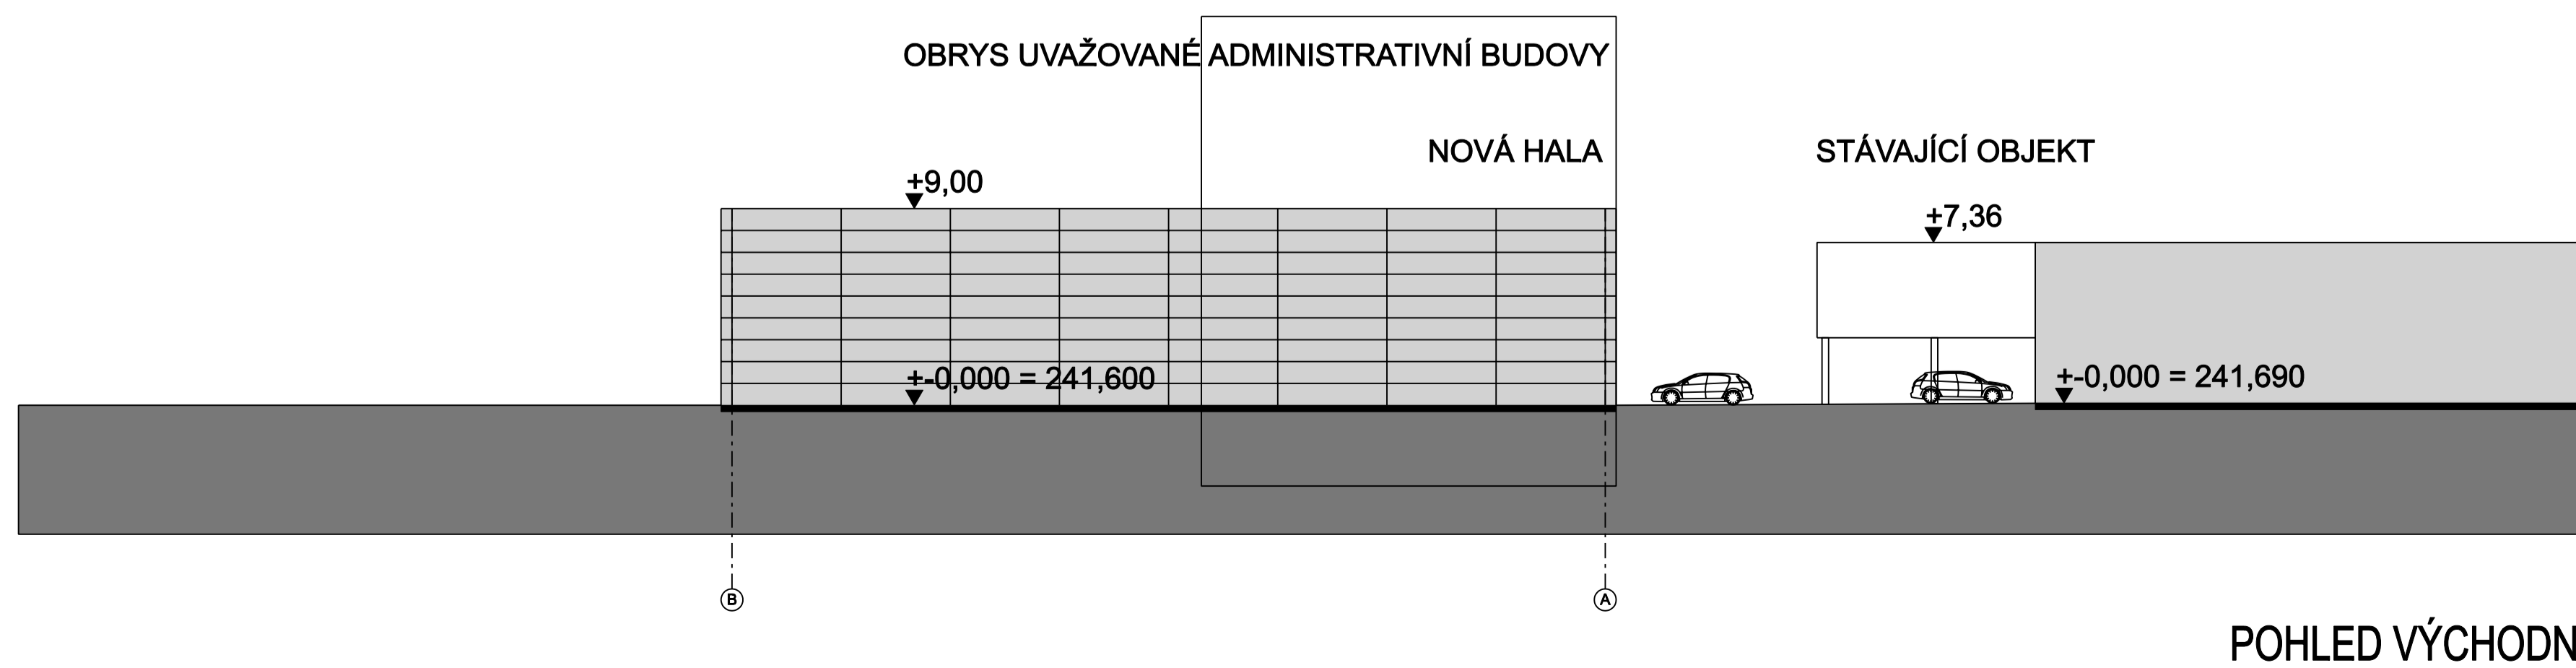 OBRYS UVAŽOVANÉ ADMINISTRATIVNÍ BUDOVY
NOVÁ HALA
STÁVAJÍCÍ OBJEKT
+9,00
+7,36
+-0,000 = 241,600
+-0,000 = 241,690
B
A
POHLED VÝCHODN